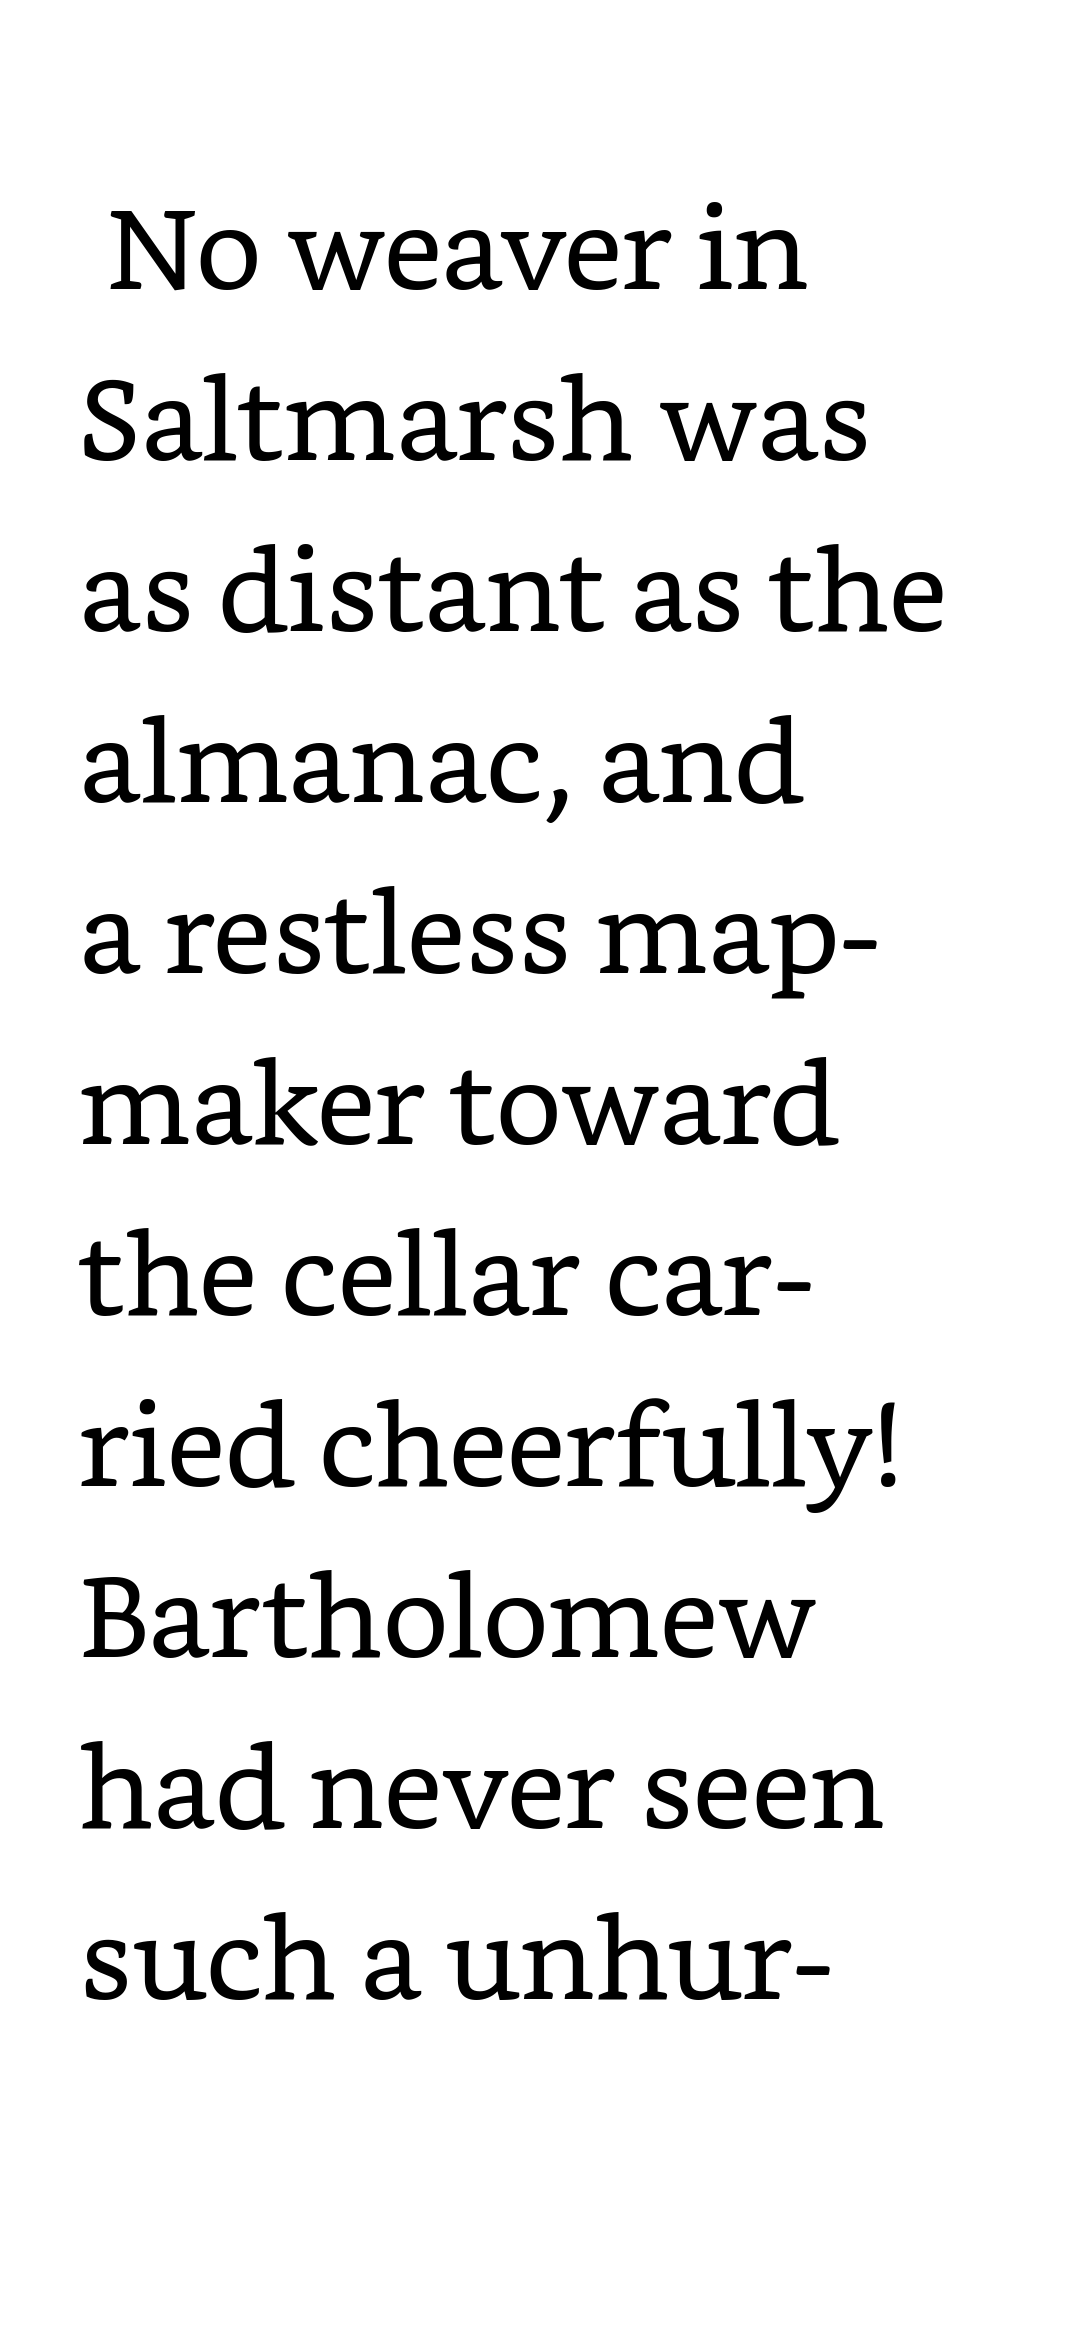 No weaver in
Saltmarsh was
as distant as the
almanac, and
a restless map-
maker toward
the cellar car-
ried cheerfully!
Bartholomew
had never seen
such a unhur-